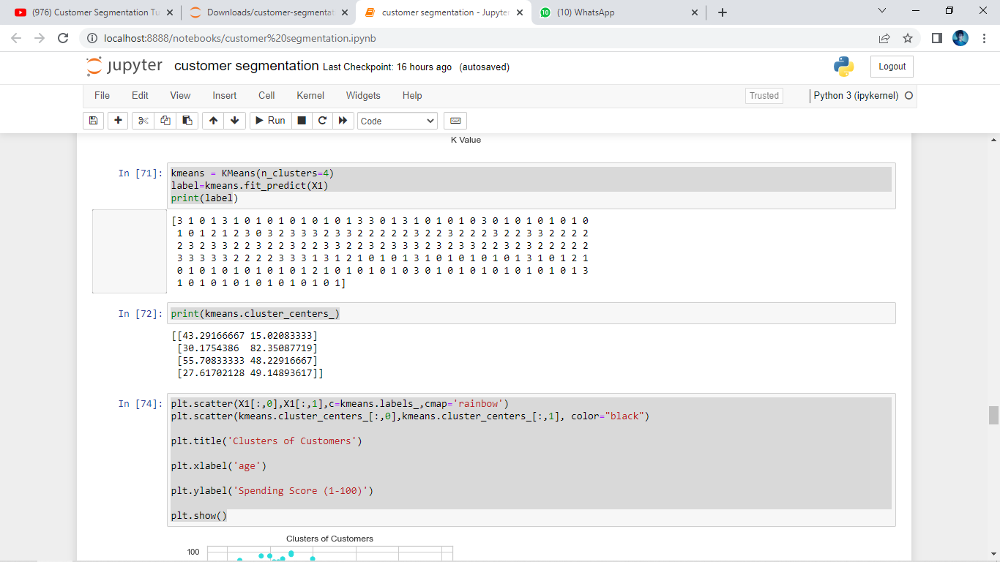 (976) Customer Segmentation Tu
Downloads/customer-segmentat
customer segmentation - Jupyte
10
(10) WhatsApp
localhost:8888/notebooks/customer%20segmentation.ipynb
jupyter customer segmentation Last Checkpoint: 16 hours ago (autosaved)
Logout
File Edit View Insert Cell Kernel Widgets Help
Trusted
Python 3 (ipykernel)
Run
Code
K Value
In [71]:
kmeans = KMeans(n_clusters=4)
label=kmeans.fit_predict(X1)
print(label)
[3 1 0 1 3 1 0 1 0 1 0 1 0 1 0 1 3 3 0 1 3 1 0 1 0 1 0 3 0 1 0 1 0 1 0 1 0
1 0 1 2 1 2 3 0 3 2 3 3 3 2 3 3 2 2 2 2 2 3 2 2 3 2 2 2 3 2 2 3 3 2 2 2 2
2 3 2 3 3 2 2 3 2 2 3 2 2 3 3 2 2 3 2 3 3 3 2 3 2 3 3 2 2 3 2 3 2 2 2 2 2
3 3 3 3 3 2 2 2 2 3 3 3 1 3 1 2 1 0 1 0 1 3 1 0 1 0 1 0 1 0 1 3 1 0 1 2 1
0 1 0 1 0 1 0 1 0 1 0 1 2 1 0 1 0 1 0 1 0 3 0 1 0 1 0 1 0 1 0 1 0 1 0 1 3
1 0 1 0 1 0 1 0 1 0 1 0 1 0 1]
In [72]:
print(kmeans.cluster_centers_)
[[43.29166667 15.02083333]
[30.1754386 82.35087719]
[55.70833333 48.22916667]
[27.61702128 49.14893617]]
In [74]:
plt.scatter(X1[:,0],X1[:,1],c=kmeans.labels_,cmap='rainbow')
plt.scatter(kmeans.cluster_centers_[:,0],kmeans.cluster_centers_[:,1], color="black")
plt.title('Clusters of Customers')
plt.xlabel('age')
plt.ylabel('Spending Score (1-100)')
plt.show()
Clusters of Customers
100